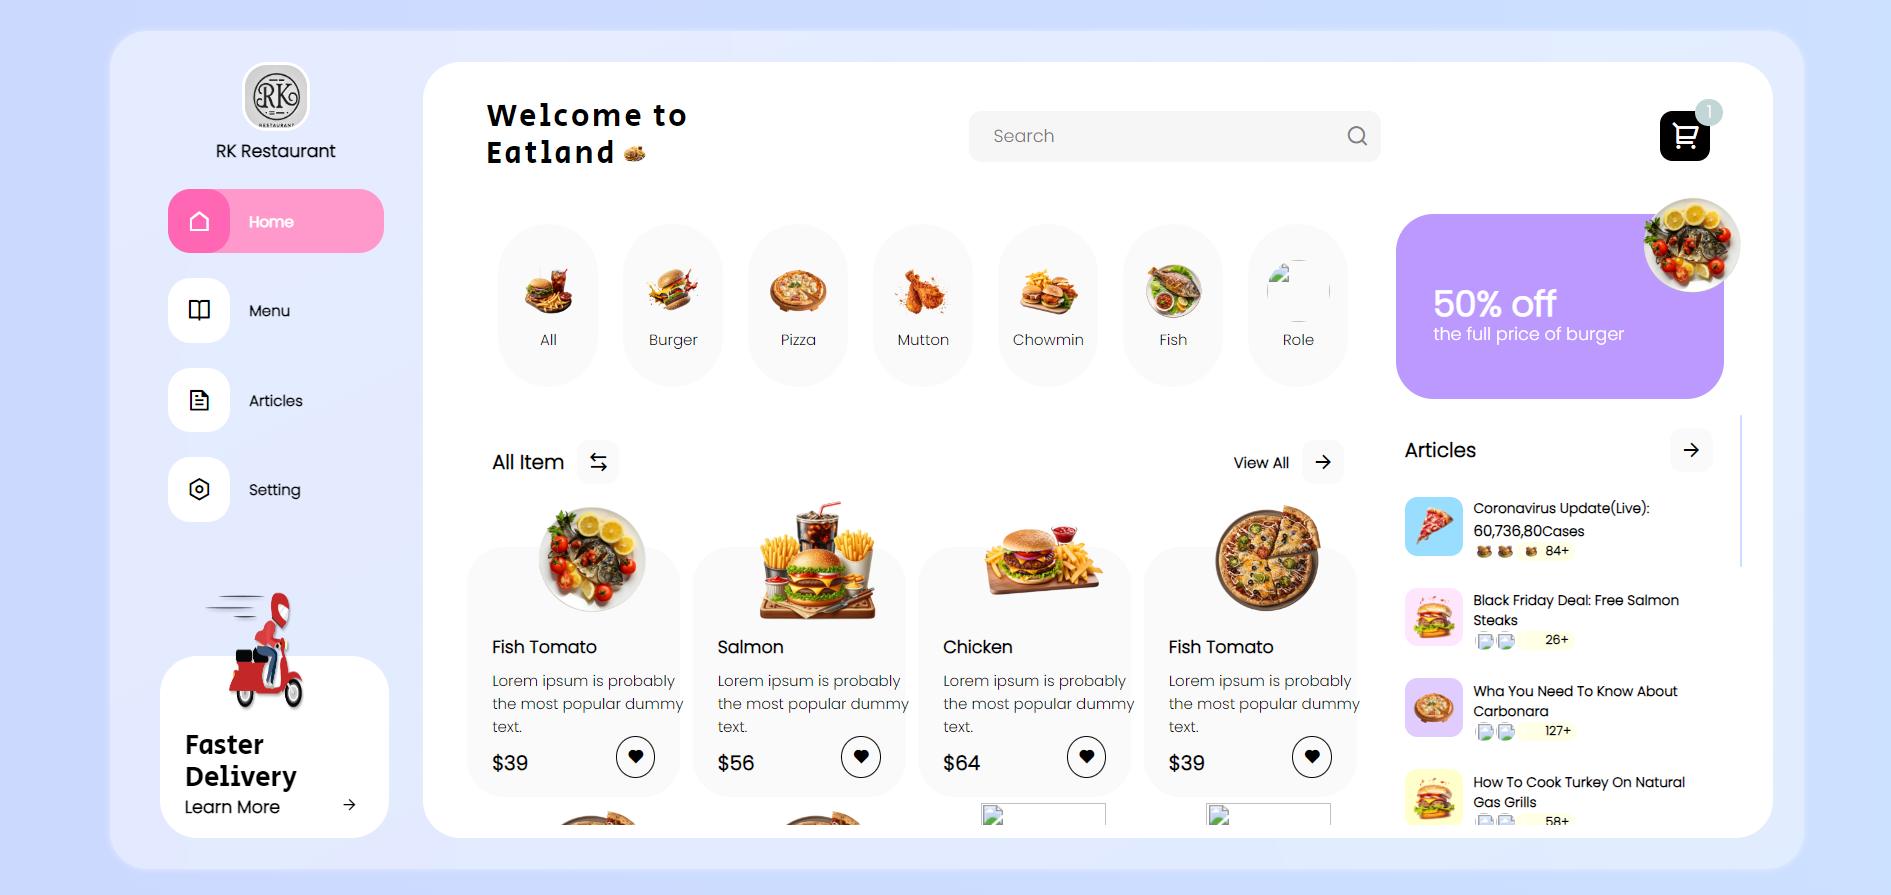 RK
RESTAURANT
RK Restaurant
Home
Menu
Articles
Setting
Faster
Delivery
Learn More
Welcome to
Eatland
Search
1
All
Burger
Pizza
Mutton
Chowmin
Fish
Role
50% off
the full price of burger
All Item
View All
Fish Tomato
Lorem ipsum is probably
the most popular dummy
text.
$39
Salmon
Lorem ipsum is probably
the most popular dummy
text.
$56
Chicken
Lorem ipsum is probably
the most popular dummy
text.
$64
Fish Tomato
Lorem ipsum is probably
the most popular dummy
text.
$39
Articles
Coronavirus Update(Live):
60,736,80Cases
84+
Black Friday Deal: Free Salmon
Steaks
26+
Wha You Need To Know About
Carbonara
127+
How To Cook Turkey On Natural
Gas Grills
58+